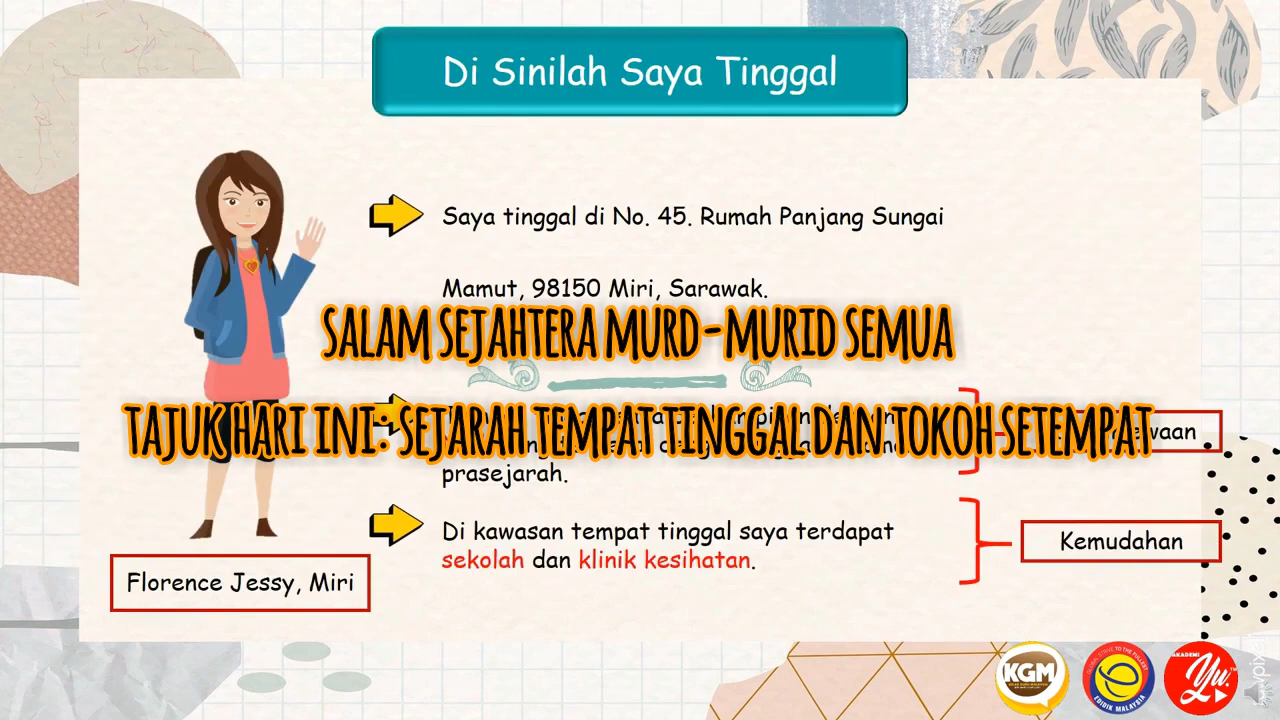 Di Sinilah Saya Tinggal
Saya tinggal di No. 45. Rumah Panjang Sungai
Mamut, 98150 Miri, Sarawak.
SALAM SEJAHTERA MURD-MURID SEMUA
TAJUK HARI INI: SEJARAH TEMPAT TINGGAL DAN TOKOH SETEMPAT
prasejarah.
Di kawasan tempat tinggal saya terdapat
sekolah dan klinik kesihatan.
Kemudahan
Florence Jessy, Miri
KGM
EDIDIK MALAYSIA
AKADEMI
Yu.